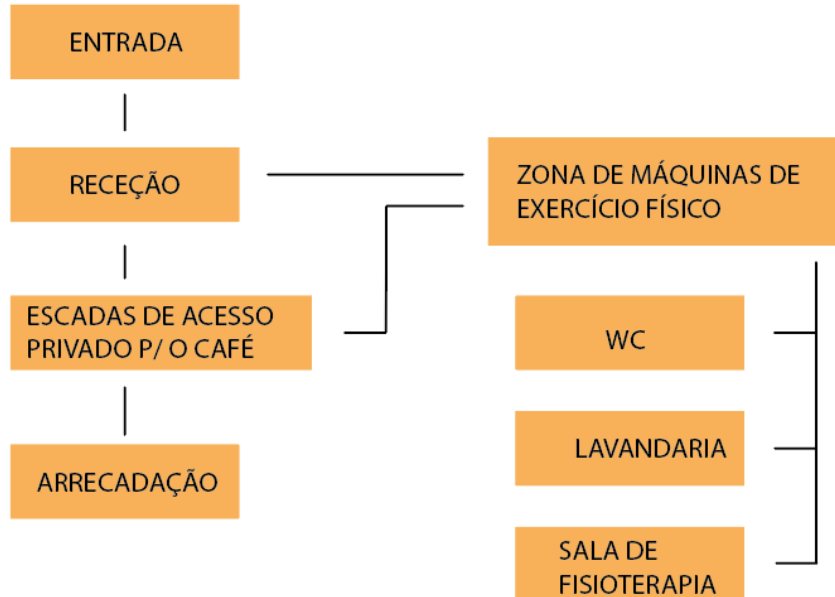 ENTRADA
RECEÇÃO
ESCADAS DE ACESSO
PRIVADO P/ O CAFÉ
ARRECADAÇÃO
ZONA DE MÁQUINAS DE
EXERCÍCIO FÍSICO
WC
LAVANDARIA
SALA DE
FISIOTERAPIA